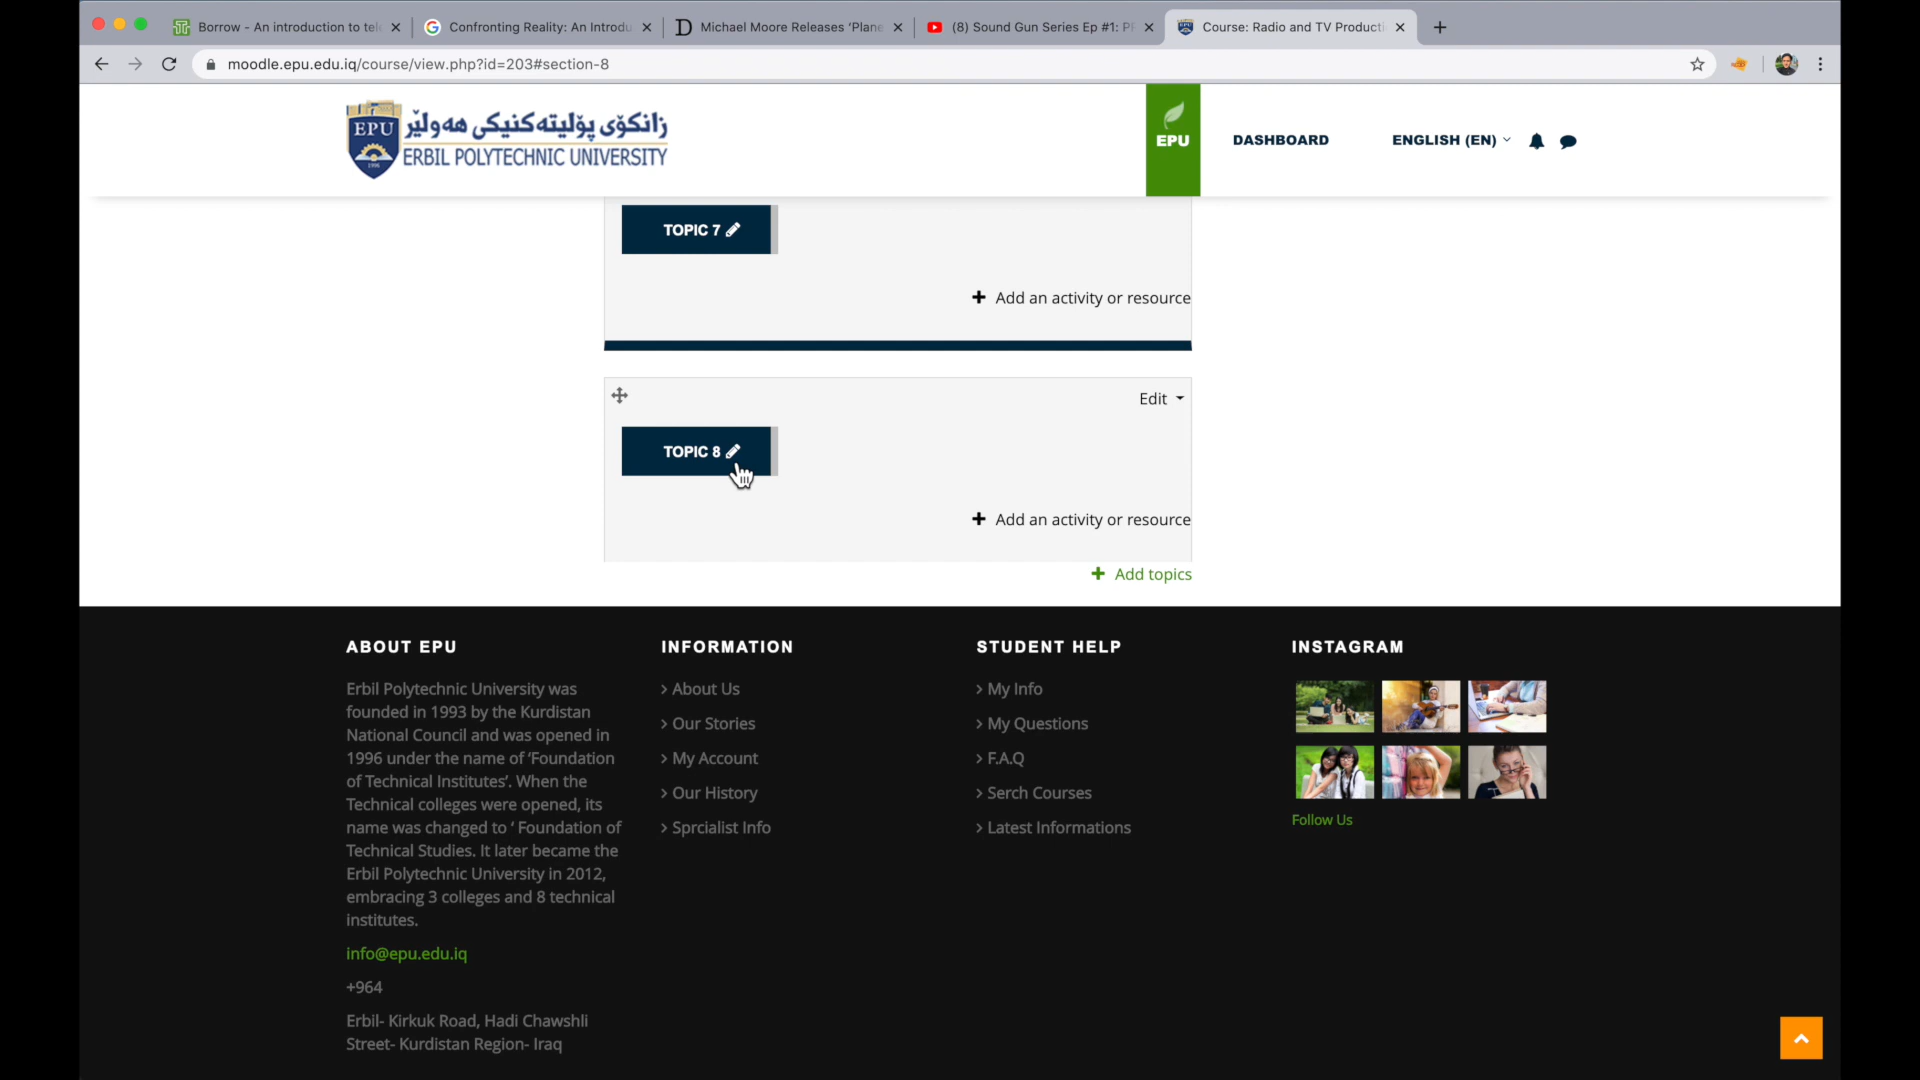 Borrow - An introduction to tele
Confronting Reality: An Introdu
Michael Moore Releases 'Plane
(8) Sound Gun Series Ep #1: PR
Course: Radio and TV Producti
moodle.epu.edu.iq/course/view.php?id=203#section-8
EPU
1996
زانکۆی پۆلیتەکنیکی هەولێر
ERBIL POLYTECHNIC UNIVERSITY
EPU
DASHBOARD
ENGLISH (EN)
TOPIC 7
+ Add an activity or resource
Edit
TOPIC 8
+ Add an activity or resource
+ Add topics
ABOUT EPU
Erbil Polytechnic University was
founded in 1993 by the Kurdistan
National Council and was opened in
1996 under the name of 'Foundation
of Technical Institutes'. When the
Technical colleges were opened, its
name was changed to ' Foundation of
Technical Studies. It later became the
Erbil Polytechnic University in 2012,
embracing 3 colleges and 8 technical
institutes.
info@epu.edu.iq
+964
Erbil- Kirkuk Road, Hadi Chawshli
Street- Kurdistan Region- Iraq
INFORMATION
> About Us
> Our Stories
> My Account
> Our History
> Sprcialist Info
STUDENT HELP
> My Info
> My Questions
> F.A.Q
> Serch Courses
> Latest Informations
INSTAGRAM
Follow Us